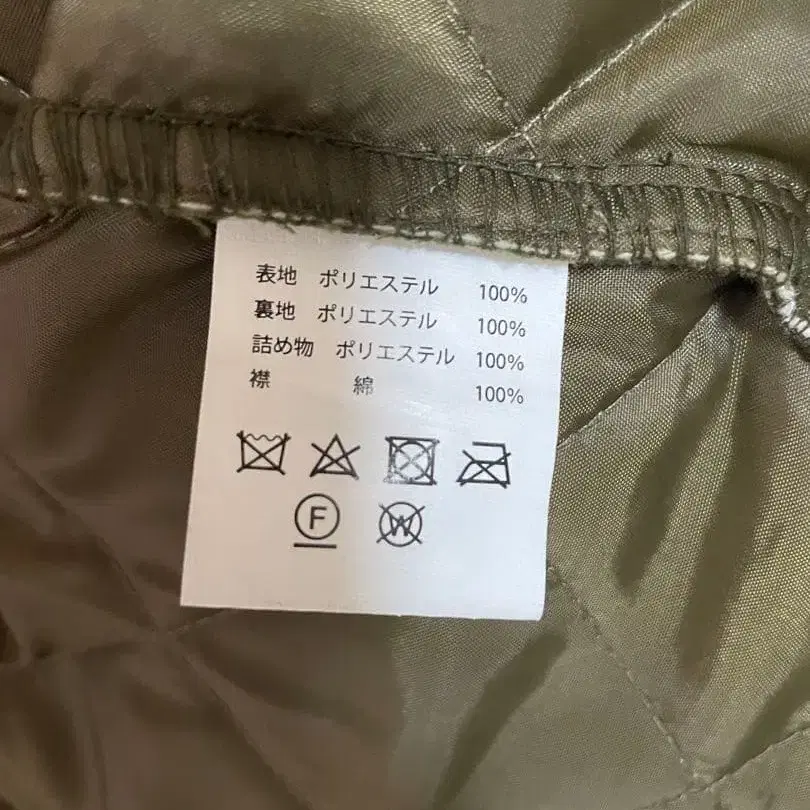 表地 ポリエステル 100%
裏地 ポリエステル 100%
詰め物 ポリエステル 100%
襟 綿 100%
F W